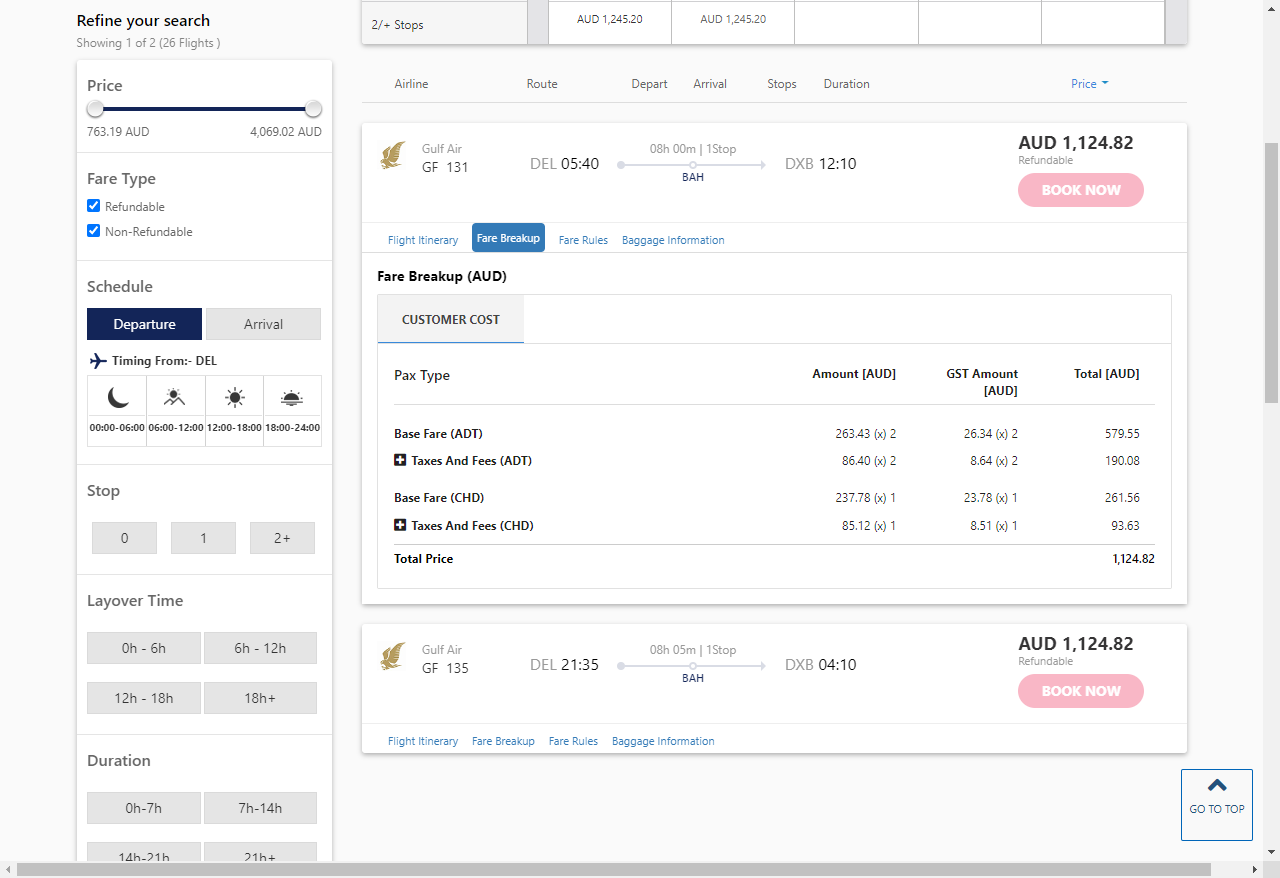 Refine your search
Showing 1 of 2 (26 Flights )
Price
763.19 AUD 4,069.02 AUD
Fare Type
Refundable
Non-Refundable
Schedule
Departure Arrival
Timing From:- DEL
00:00-06:00 06:00-12:00 12:00-18:00 18:00-24:00
Stop
0 1 2+
Layover Time
0h - 6h 6h - 12h
12h - 18h 18h+
Duration
0h-7h 7h-14h
14h-21h 21h+
2/+ Stops AUD 1,245.20 AUD 1,245.20
Airline Route Depart Arrival Stops Duration Price
Gulf Air
GF 131
DEL 05:40
08h 00m | 1Stop
BAH
DXB 12:10
AUD 1,124.82
Refundable
BOOK NOW
Flight Itinerary Fare Breakup Fare Rules Baggage Information
Fare Breakup (AUD)
CUSTOMER COST
Pax Type Amount [AUD] GST Amount [AUD] Total [AUD]
Base Fare (ADT) 263.43 (x) 2 26.34 (x) 2 579.55
Taxes And Fees (ADT) 86.40 (x) 2 8.64 (x) 2 190.08
Base Fare (CHD) 237.78 (x) 1 23.78 (x) 1 261.56
Taxes And Fees (CHD) 85.12 (x) 1 8.51 (x) 1 93.63
Total Price 1,124.82
Gulf Air
GF 135
DEL 21:35
08h 05m | 1Stop
BAH
DXB 04:10
AUD 1,124.82
Refundable
BOOK NOW
Flight Itinerary Fare Breakup Fare Rules Baggage Information
GO TO TOP